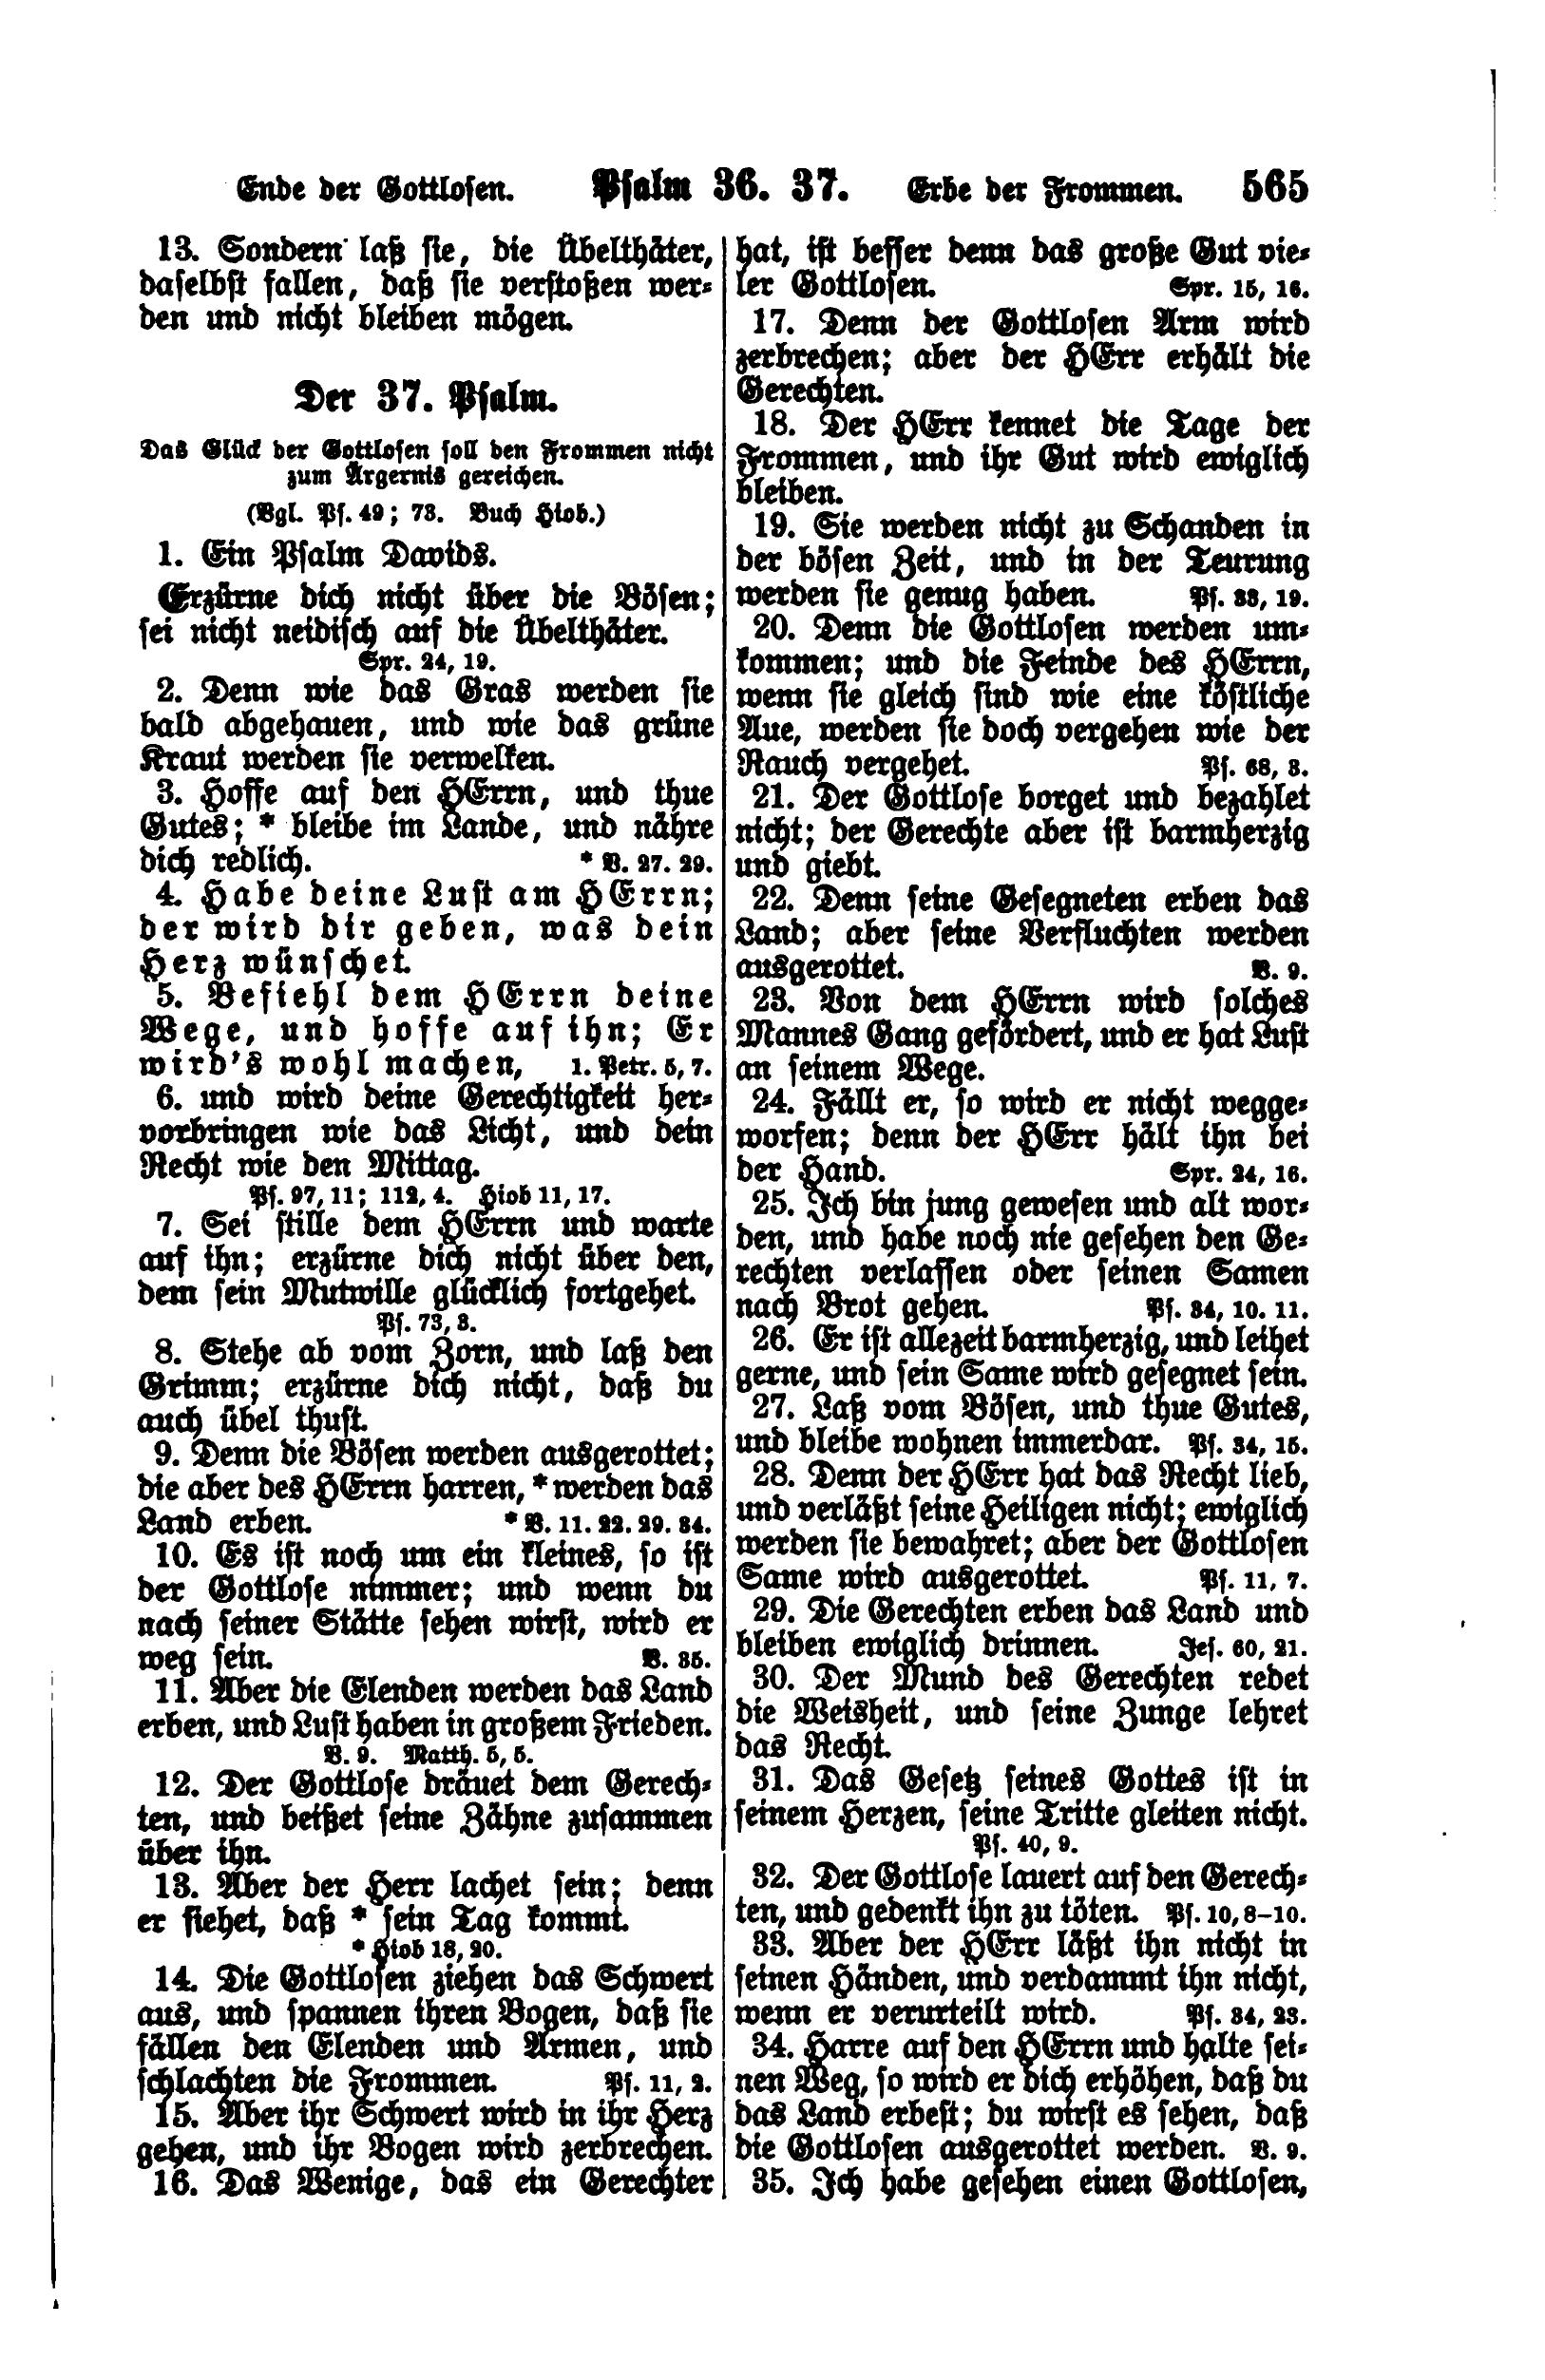 Ende der Gottlosen. Psalm 36. 37. Erbe der Frommen. 565
13. Sondern laß sie, die Übelthäter,
daselbst fallen, daß sie verstoßen wer-
den und nicht bleiben mögen.
Der 37. Psalm.
Das Glück der Gottlosen soll den Frommen nicht
zum Ärgernis gereichen.
(Vgl. Ps. 49; 73. Buch Hiob.)
1. Ein Psalm Davids.
Erzürne dich nicht über die Bösen;
sei nicht neidisch auf die Übelthäter.
Spr. 24, 19.
2. Denn wie das Gras werden sie
bald abgehauen, und wie das grüne
Kraut werden sie verwelken.
3. Hoffe auf den HErrn, und thue
Gutes; * bleibe im Lande, und nähre
dich redlich. * V. 27. 29.
4. Habe deine Lust am HErrn;
der wird dir geben, was dein
Herz wünschet.
5. Befiehl dem HErrn deine
Wege, und hoffe auf ihn; Er
wird's wohl machen, 1. Petr. 5, 7.
6. und wird deine Gerechtigkeit her-
vorbringen wie das Licht, und dein
Recht wie den Mittag.
Ps. 97, 11; 112, 4. Hiob 11, 17.
7. Sei stille dem HErrn und warte
auf ihn; erzürne dich nicht über den,
dem sein Mutwille glücklich fortgehet.
Ps. 73, 3.
8. Stehe ab vom Zorn, und laß den
Grimm; erzürne dich nicht, daß du
auch übel thust.
9. Denn die Bösen werden ausgerottet;
die aber des HErrn harren, * werden das
Land erben. * V. 11. 22. 29. 34.
10. Es ist noch um ein kleines, so ist
der Gottlose nimmer; und wenn du
nach seiner Stätte sehen wirst, wird er
weg sein. V. 35.
11. Aber die Elenden werden das Land
erben, und Lust haben in großem Frieden.
V. 9. Matth. 5, 5.
12. Der Gottlose dräuet dem Gerech-
ten, und beißet seine Zähne zusammen
über ihn.
13. Aber der Herr lachet sein; denn
er siehet, daß * sein Tag kommt.
* Hiob 18, 20.
14. Die Gottlosen ziehen das Schwert
aus, und spannen ihren Bogen, daß sie
fällen den Elenden und Armen, und
schlachten die Frommen. Ps. 11, 2.
15. Aber ihr Schwert wird in ihr Herz
gehen, und ihr Bogen wird zerbrechen.
16. Das Wenige, das ein Gerechter
hat, ist besser denn das große Gut vie-
ler Gottlosen. Spr. 15, 16.
17. Denn der Gottlosen Arm wird
zerbrechen; aber der HErr erhält die
Gerechten.
18. Der HErr kennet die Tage der
Frommen, und ihr Gut wird ewiglich
bleiben.
19. Sie werden nicht zu Schanden in
der bösen Zeit, und in der Teurung
werden sie genug haben. Ps. 33, 19.
20. Denn die Gottlosen werden um-
kommen; und die Feinde des HErrn,
wenn sie gleich sind wie eine köstliche
Aue, werden sie doch vergehen wie der
Rauch vergehet. Ps. 68, 3.
21. Der Gottlose borget und bezahlet
nicht; der Gerechte aber ist barmherzig
und giebt.
22. Denn seine Gesegneten erben das
Land; aber seine Verfluchten werden
ausgerottet. V. 9.
23. Von dem HErrn wird solches
Mannes Gang gefördert, und er hat Lust
an seinem Wege.
24. Fällt er, so wird er nicht wegge-
worfen; denn der HErr hält ihn bei
der Hand. Spr. 24, 16.
25. Ich bin jung gewesen und alt wor-
den, und habe noch nie gesehen den Ge-
rechten verlassen oder seinen Samen
nach Brot gehen. Ps. 34, 10. 11.
26. Er ist allezeit barmherzig, und leihet
gerne, und sein Same wird gesegnet sein.
27. Laß vom Bösen, und thue Gutes,
und bleibe wohnen immerdar. Ps. 34, 15.
28. Denn der HErr hat das Recht lieb,
und verläßt seine Heiligen nicht; ewiglich
werden sie bewahret; aber der Gottlosen
Same wird ausgerottet. Ps. 11, 7.
29. Die Gerechten erben das Land und
bleiben ewiglich drinnen. Jes. 60, 21.
30. Der Mund des Gerechten redet
die Weisheit, und seine Zunge lehret
das Recht.
31. Das Gesetz seines Gottes ist in
seinem Herzen, seine Tritte gleiten nicht.
Ps. 40, 9.
32. Der Gottlose lauert auf den Gerech-
ten, und gedenkt ihn zu töten. Ps. 10, 8–10.
33. Aber der HErr läßt ihn nicht in
seinen Händen, und verdammt ihn nicht,
wenn er verurteilt wird. Ps. 34, 23.
34. Harre auf den HErrn und halte sei-
nen Weg, so wird er dich erhöhen, daß du
das Land erbest; du wirst es sehen, daß
die Gottlosen ausgerottet werden. V. 9.
35. Ich habe gesehen einen Gottlosen,